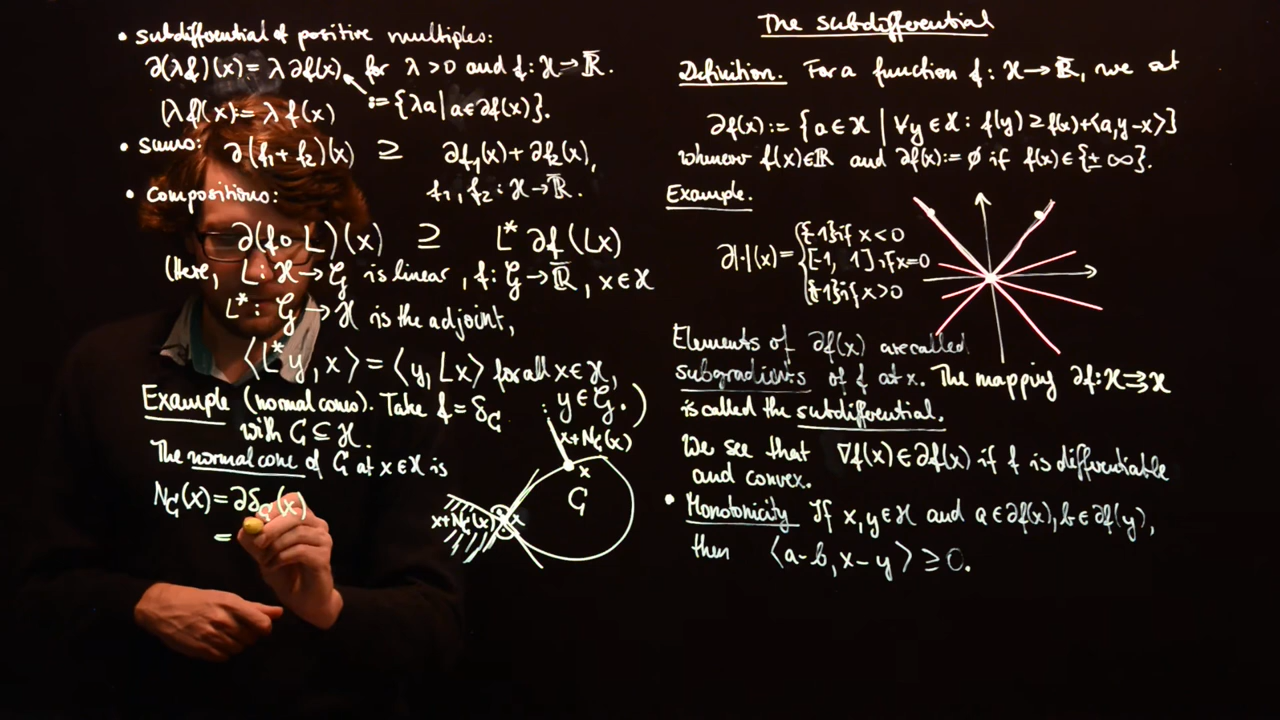 • Subdiffential of positive multiples:
∂(λf)(x) = λ ∂f(x) for λ > 0 and f: H → R̅.
(λf)(x) := λ f(x) := {λa | a ∈ ∂f(x)}.
• Sums: ∂(f₁ + f₂)(x) ⊇ ∂f₁(x) + ∂f₂(x),
f₁, f₂ : H → R̅.
• Compositions:
∂(f∘L)(x) ⊇ L* ∂f(Lx)
(Here, L: H → G is linear, f: G → R̅, x ∈ H
L*: G → H is the adjoint,
⟨L*y, x⟩ = ⟨y, Lx⟩ for all x ∈ H,
y ∈ G.)
Example (normal cones). Take f = δ_C
with C ⊆ H.
The normal cone of C at x ∈ H is
N_C(x) = ∂δ_C(x)
=
x+N_C(x)
x
C
x+N_C(x)
x
The subdifferential
Definition. For a function f: H → R̅, we set
∂f(x) := {a ∈ H | ∀y ∈ H: f(y) ≥ f(x) + ⟨a, y-x⟩}
whenever f(x) ∈ R and ∂f(x) := ∅ if f(x) ∈ {± ∞}.
Example.
∂|·|(x) = { {-1} if x < 0
[-1, 1] if x = 0
{1} if x > 0
Elements of ∂f(x) are called
subgradients of f at x. The mapping ∂f: H ⇉ H
is called the subdifferential.
We see that ∇f(x) ∈ ∂f(x) if f is differentiable
and convex.
• Monotonicity If x, y ∈ H and a ∈ ∂f(x), b ∈ ∂f(y),
then ⟨a-b, x-y⟩ ≥ 0.